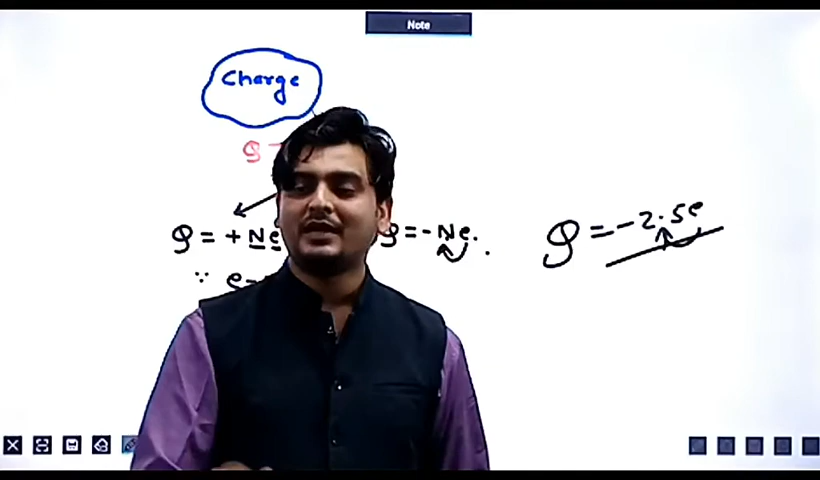 Note
Charge
Q
Q = + Ne
= - Ne.
Q = - 2.5e
∵ e